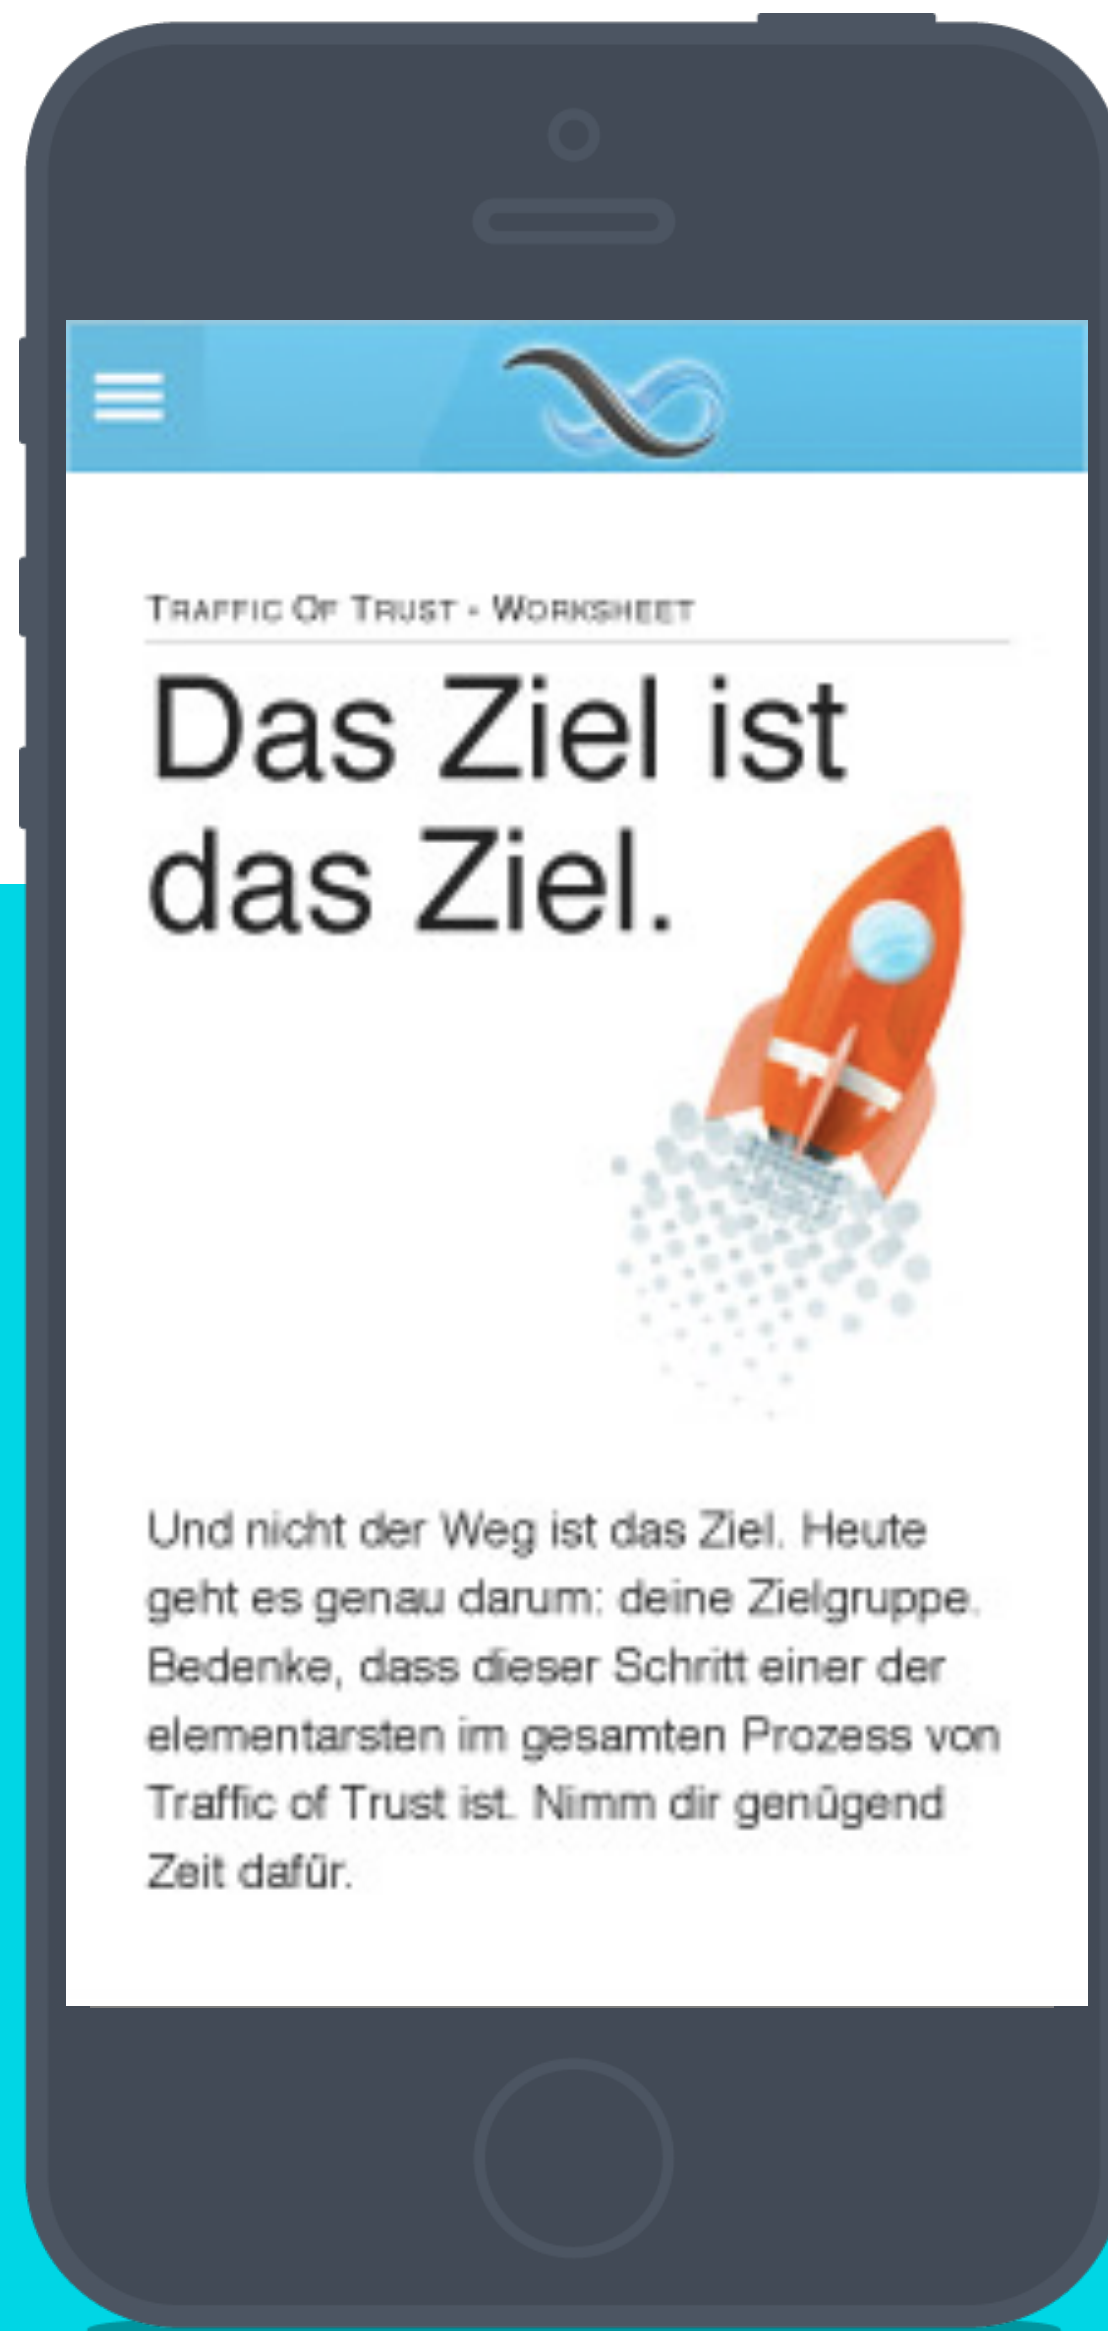 Traffic Of Trust - Worksheet
Das Ziel ist
das Ziel.
Und nicht der Weg ist das Ziel. Heute
geht es genau darum: deine Zielgruppe.
Bedenke, dass dieser Schritt einer der
elementarsten im gesamten Prozess von
Traffic of Trust ist. Nimm dir genügend
Zeit dafür.